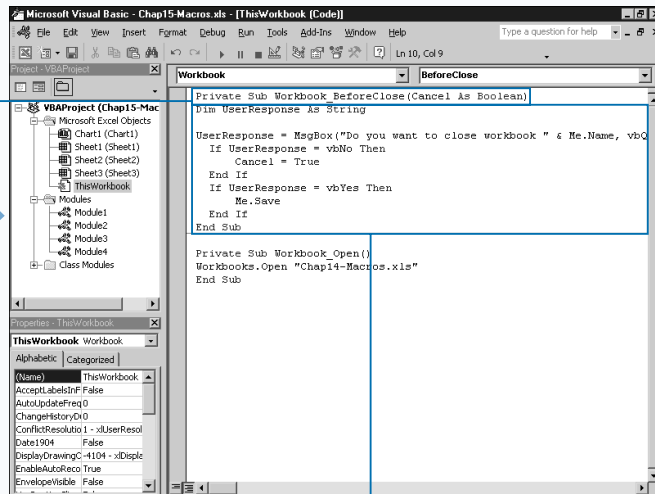 Microsoft Visual Basic - Chap15-Macros.xls - [ThisWorkbook (Code)]
File Edit View Insert Format Debug Run Tools Add-Ins Window Help
Type a question for help
Ln 10, Col 9
Project - VBAProject
Workbook
BeforeClose
VBAProject (Chap15-Mac
Microsoft Excel Objects
Chart1 (Chart1)
Sheet1 (Sheet1)
Sheet2 (Sheet2)
Sheet3 (Sheet3)
ThisWorkbook
Modules
Module1
Module2
Module3
Module4
Class Modules
Private Sub Workbook_BeforeClose(Cancel As Boolean)
Dim UserResponse As String
UserResponse = MsgBox("Do you want to close workbook " & Me.Name, vbQ
If UserResponse = vbNo Then
Cancel = True
End If
If UserResponse = vbYes Then
Me.Save
End If
End Sub
Private Sub Workbook_Open()
Workbooks.Open "Chap14-Macros.xls"
End Sub
Properties - ThisWorkbook
ThisWorkbook Workbook
Alphabetic Categorized
(Name) ThisWorkbook
AcceptLabelsInF False
AutoUpdateFreq 0
ChangeHistoryD 0
ConflictResolutio 1 - xlUserResol
Date1904 False
DisplayDrawingC -4104 - xlDispla
EnableAutoReco True
EnvelopeVisible False